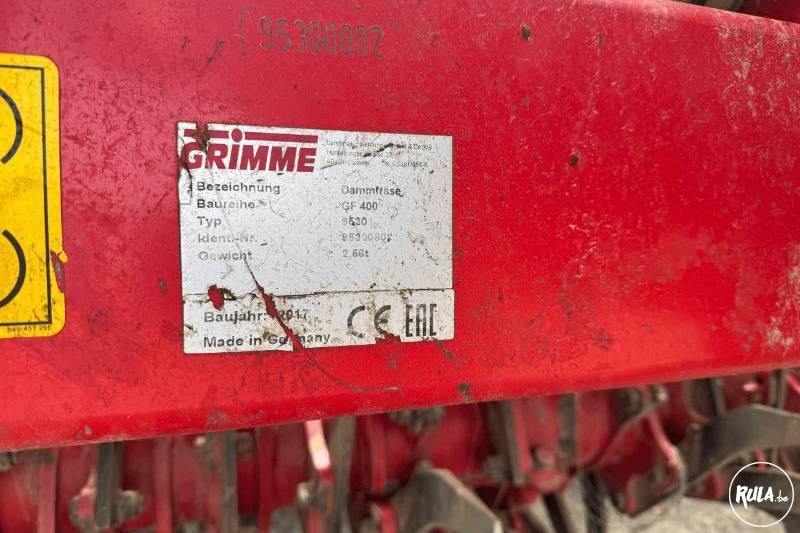 95300802
GRIMME
Bezeichnung Dammfräse
Baureihe GF 400
Typ : 9530
Ident.-Nr. : 95300802
Gewicht : 2,56t
Baujahr: 2017
CE EAC
Made in Germany
RULA.be